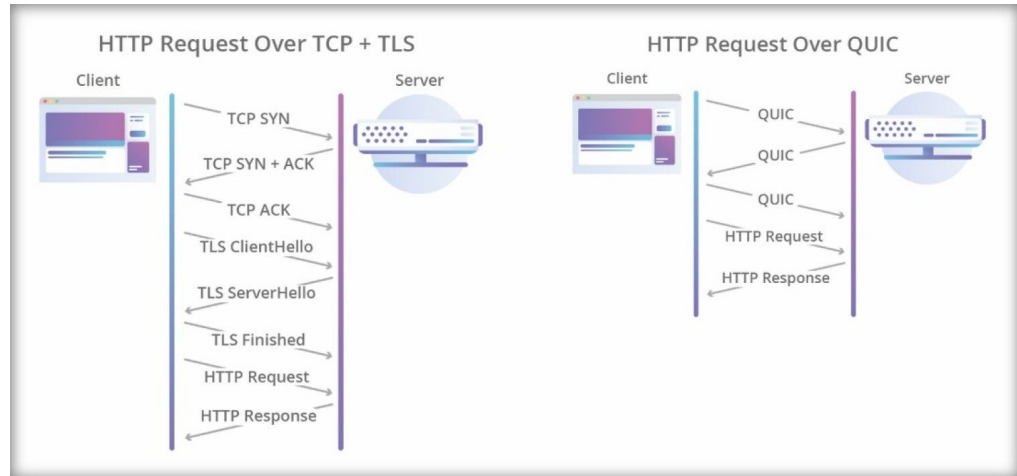 HTTP Request Over TCP + TLS
Client
Server
TCP SYN
TCP SYN + ACK
TCP ACK
TLS ClientHello
TLS ServerHello
TLS Finished
HTTP Request
HTTP Response
HTTP Request Over QUIC
Client
Server
QUIC
QUIC
QUIC
HTTP Request
HTTP Response